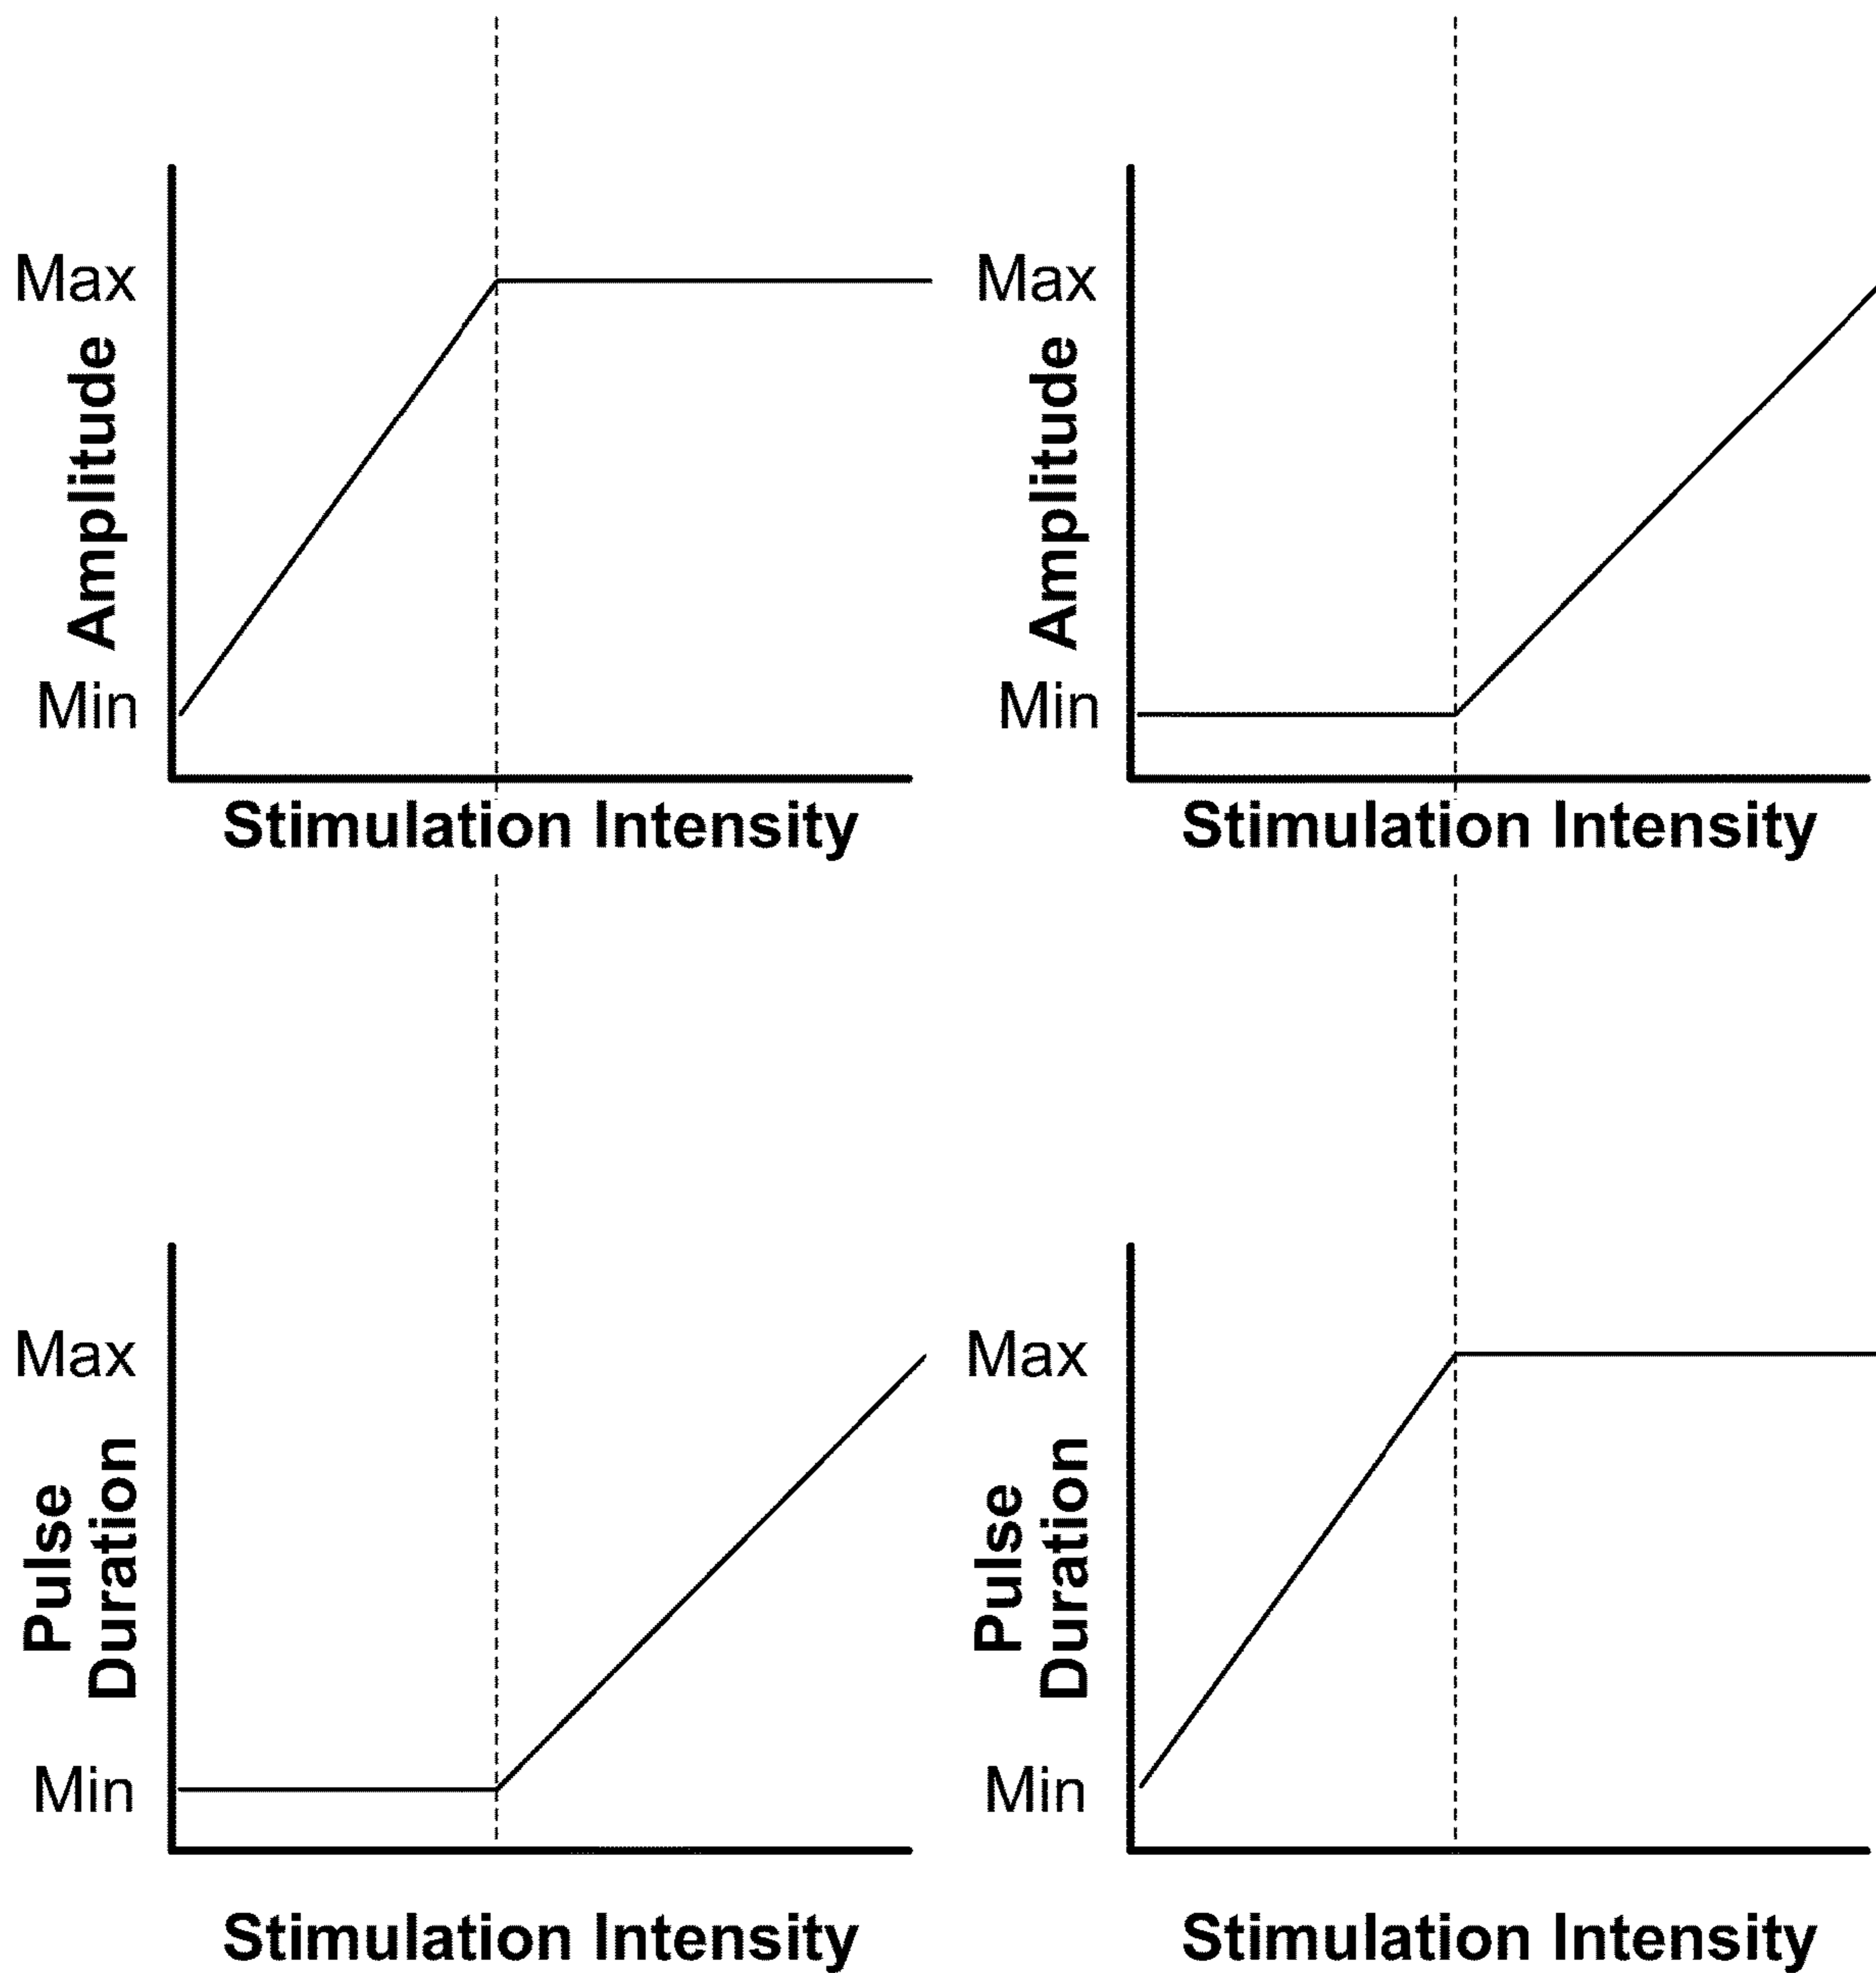 Max
Amplitude
Min
Stimulation Intensity
Max
Amplitude
Min
Stimulation Intensity
Max
Pulse
Duration
Min
Stimulation Intensity
Max
Pulse
Duration
Min
Stimulation Intensity